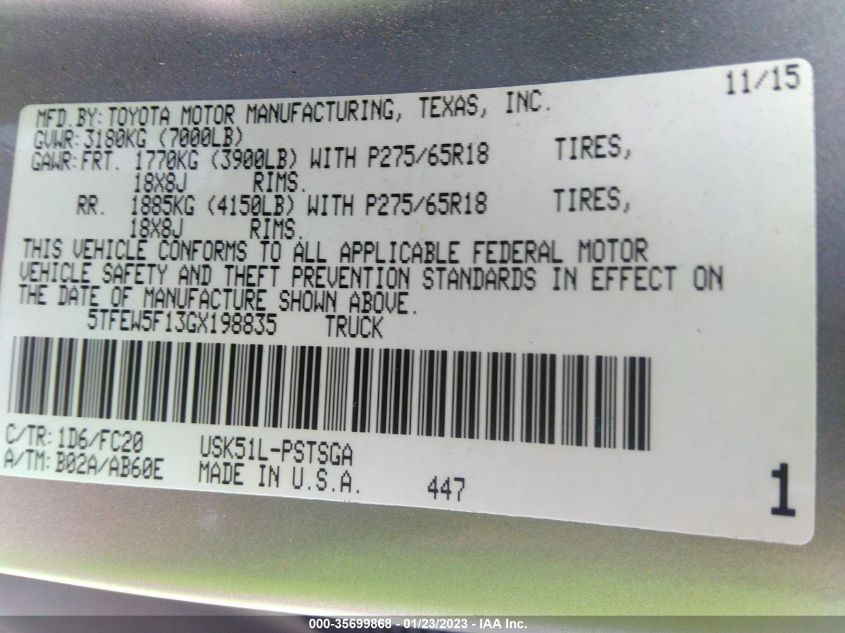 11/15
MFD BY: TOYOTA MOTOR MANUFACTURING, TEXAS, INC.
GVWR: 3180KG (7000LB)
GAWR: FRT. 1770KG (3900LB) WITH P275/65R18 TIRES,
18X8J RIMS.
RR. 1885KG (4150LB) WITH P275/65R18 TIRES,
18X8J RIMS.
THIS VEHICLE CONFORMS TO ALL APPLICABLE FEDERAL MOTOR
VEHICLE SAFETY AND THEFT PREVENTION STANDARDS IN EFFECT ON
THE DATE OF MANUFACTURE SHOWN ABOVE.
5TFEW5F13GX198835 TRUCK
C/TR: 1D6/FC20 USK51L-PSTSGA
A/TM: B02A/AB60E MADE IN U.S.A. 447 1
000-35699868 - 01/23/2023 - IAA Inc.